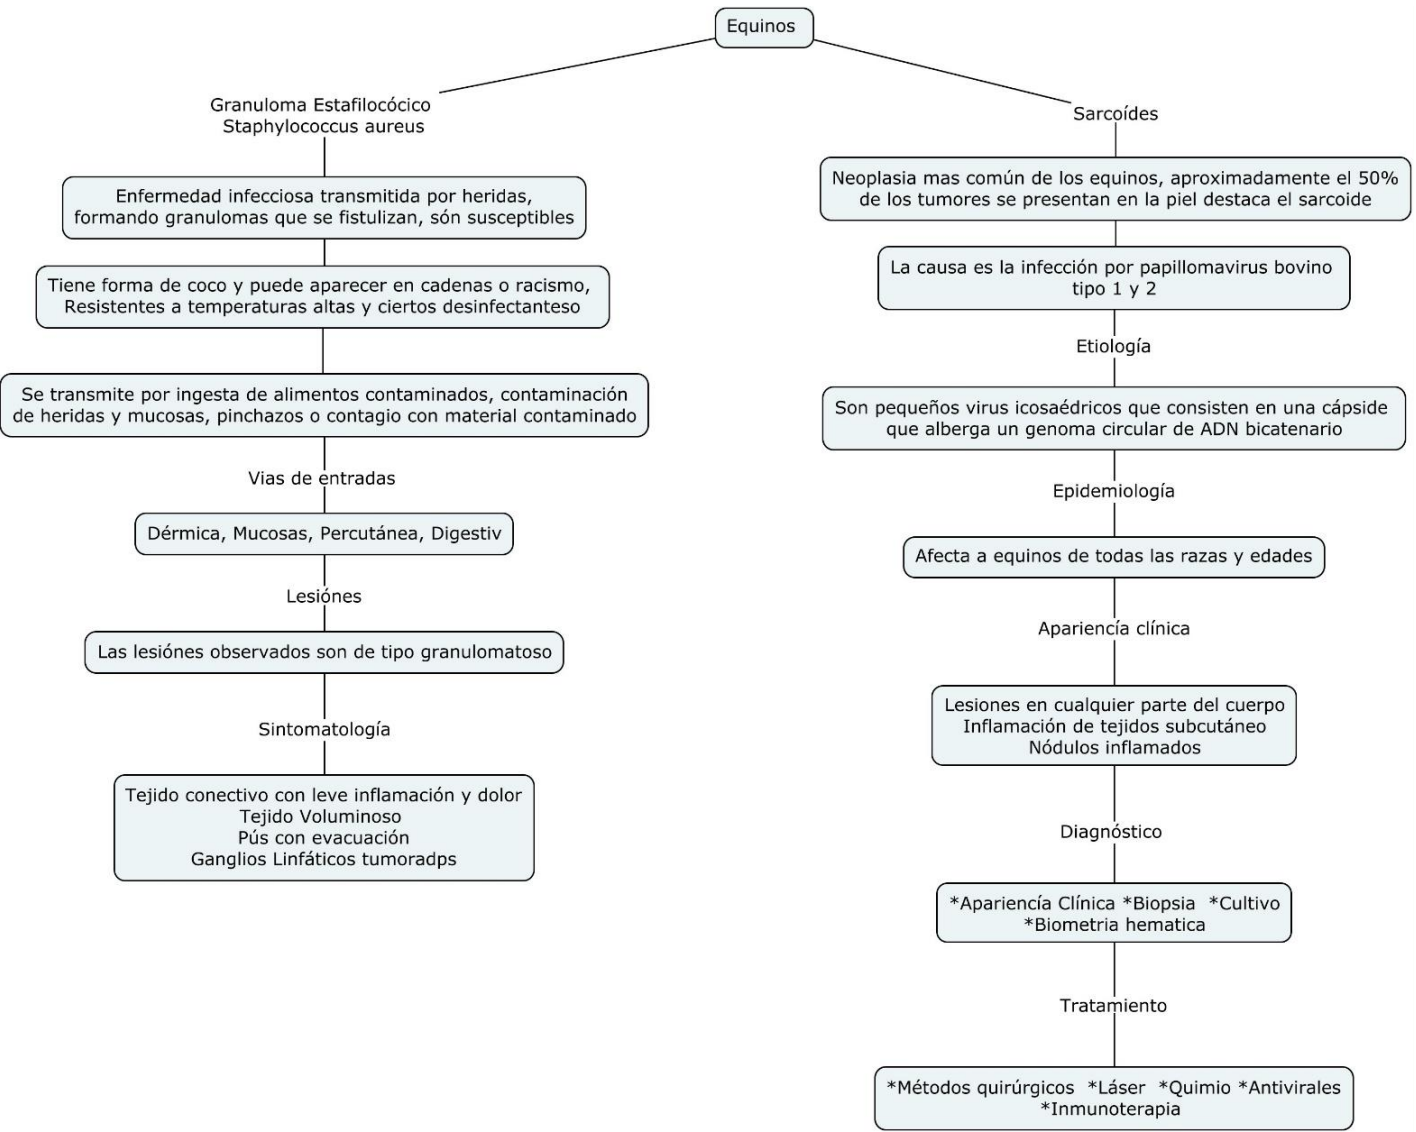 Equinos
Granuloma Estafilocócico
Staphylococcus aureus
Enfermedad infecciosa transmitida por heridas,
formando granulomas que se fistulizan, són susceptibles
Tiene forma de coco y puede aparecer en cadenas o racismo,
Resistentes a temperaturas altas y ciertos desinfectanteso
Se transmite por ingesta de alimentos contaminados, contaminación
de heridas y mucosas, pinchazos o contagio con material contaminado
Vias de entradas
Dérmica, Mucosas, Percutánea, Digestiv
Lesiónes
Las lesiónes observados son de tipo granulomatoso
Sintomatología
Tejido conectivo con leve inflamación y dolor
Tejido Voluminoso
Pús con evacuación
Ganglios Linfáticos tumoradps
Sarcoídes
Neoplasia mas común de los equinos, aproximadamente el 50%
de los tumores se presentan en la piel destaca el sarcoide
La causa es la infección por papillomavirus bovino
tipo 1 y 2
Etiología
Son pequeños virus icosaédricos que consisten en una cápside
que alberga un genoma circular de ADN bicatenario
Epidemiología
Afecta a equinos de todas las razas y edades
Apariencía clínica
Lesiones en cualquier parte del cuerpo
Inflamación de tejidos subcutáneo
Nódulos inflamados
Diagnóstico
*Apariencía Clínica *Biopsia *Cultivo
*Biometria hematica
Tratamiento
*Métodos quirúrgicos *Láser *Quimio *Antivirales
*Inmunoterapia